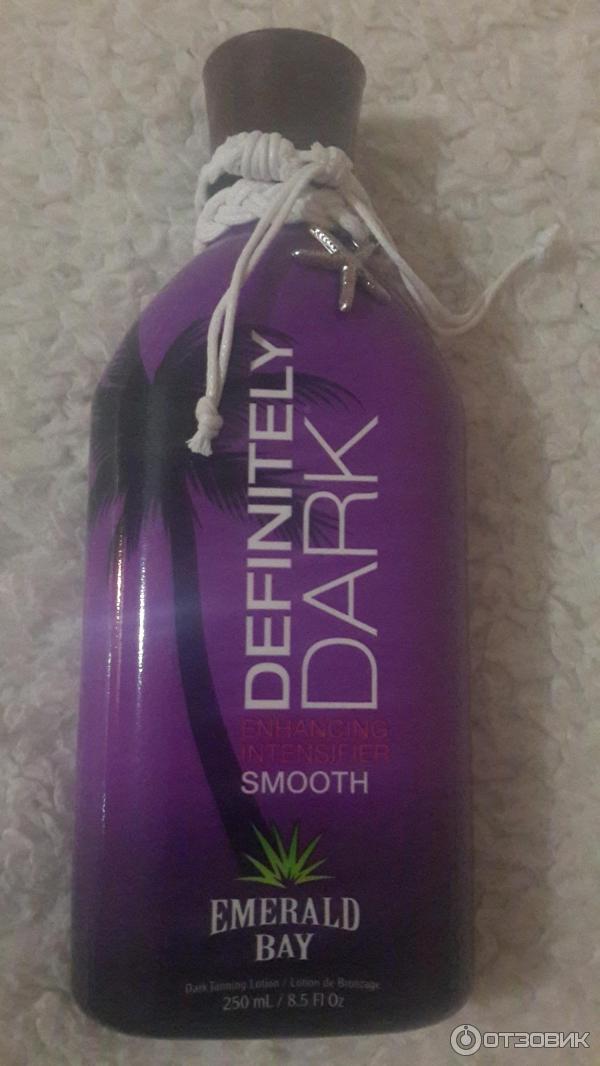 DEFINITELY
DARK
ENHANCING
INTENSIFIER
SMOOTH
EMERALD
BAY
Dark Tanning Lotion / Lotion de Bronzage
250 mL / 8.5 Fl Oz
ОТЗОВИК